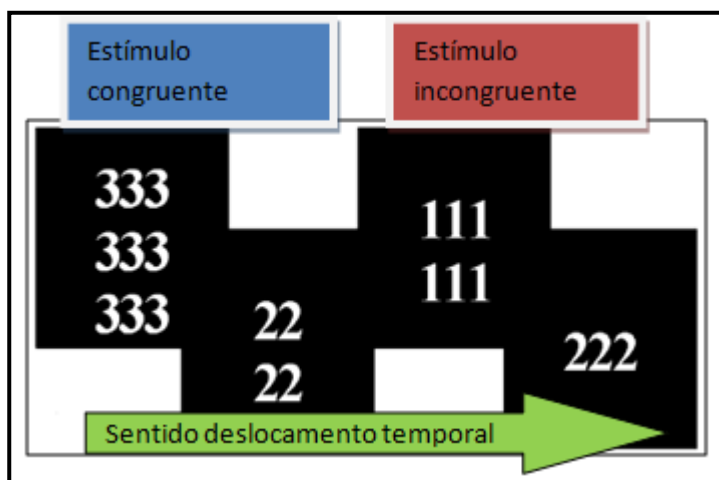 Estímulo
congruente
Estímulo
incongruente
333
333
333
22
22
111
111
222
Sentido deslocamento temporal